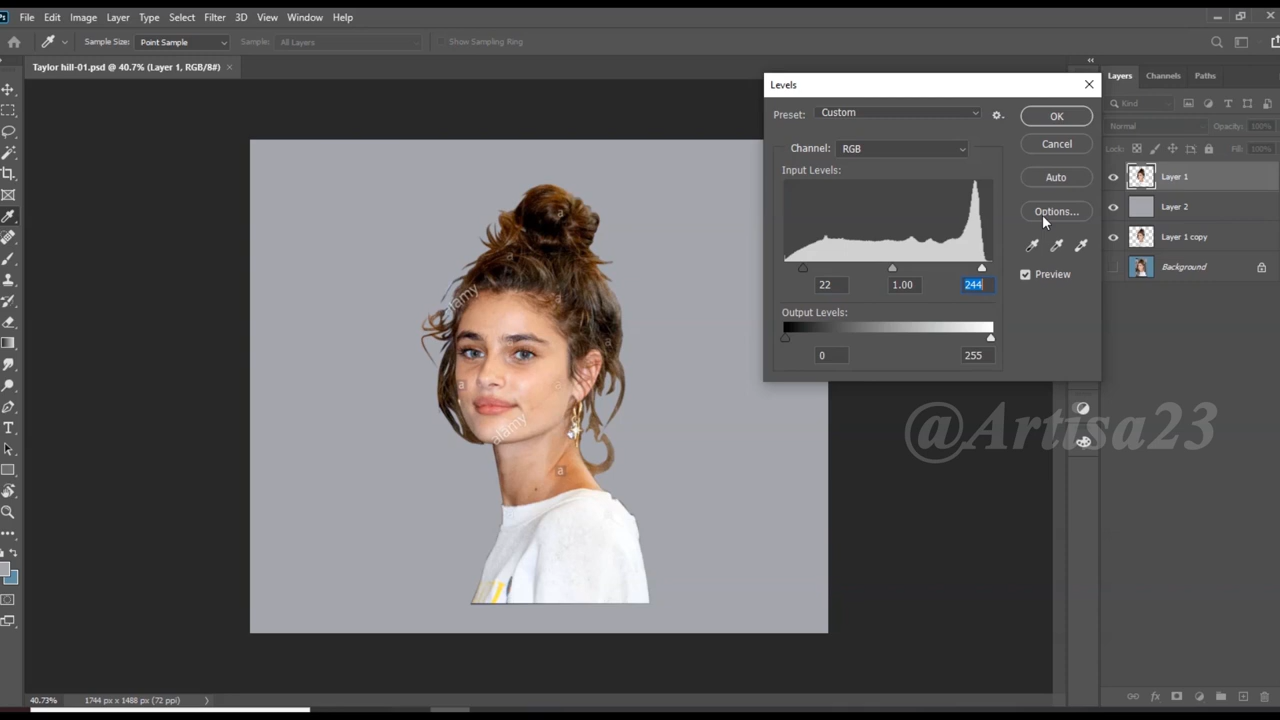 Ps File Edit Image Layer Type Select Filter 3D View Window Help
Sample Size: Point Sample Sample: All Layers Show Sampling Ring
Taylor hill-01.psd @ 40.7% (Layer 1, RGB/8#) ×
Levels
Preset: Custom
OK
Channel: RGB
Cancel
Input Levels:
Auto
Options...
22 1.00 244
Preview
Output Levels:
0 255
Layers Channels Paths
Kind
Normal Opacity: 100%
Lock: Fill: 100%
Layer 1
Layer 2
Layer 1 copy
Background
a
alamy
a
a
a
a
alamy
a
@Artisa23
40.73% 1744 px x 1488 px (72 ppi)